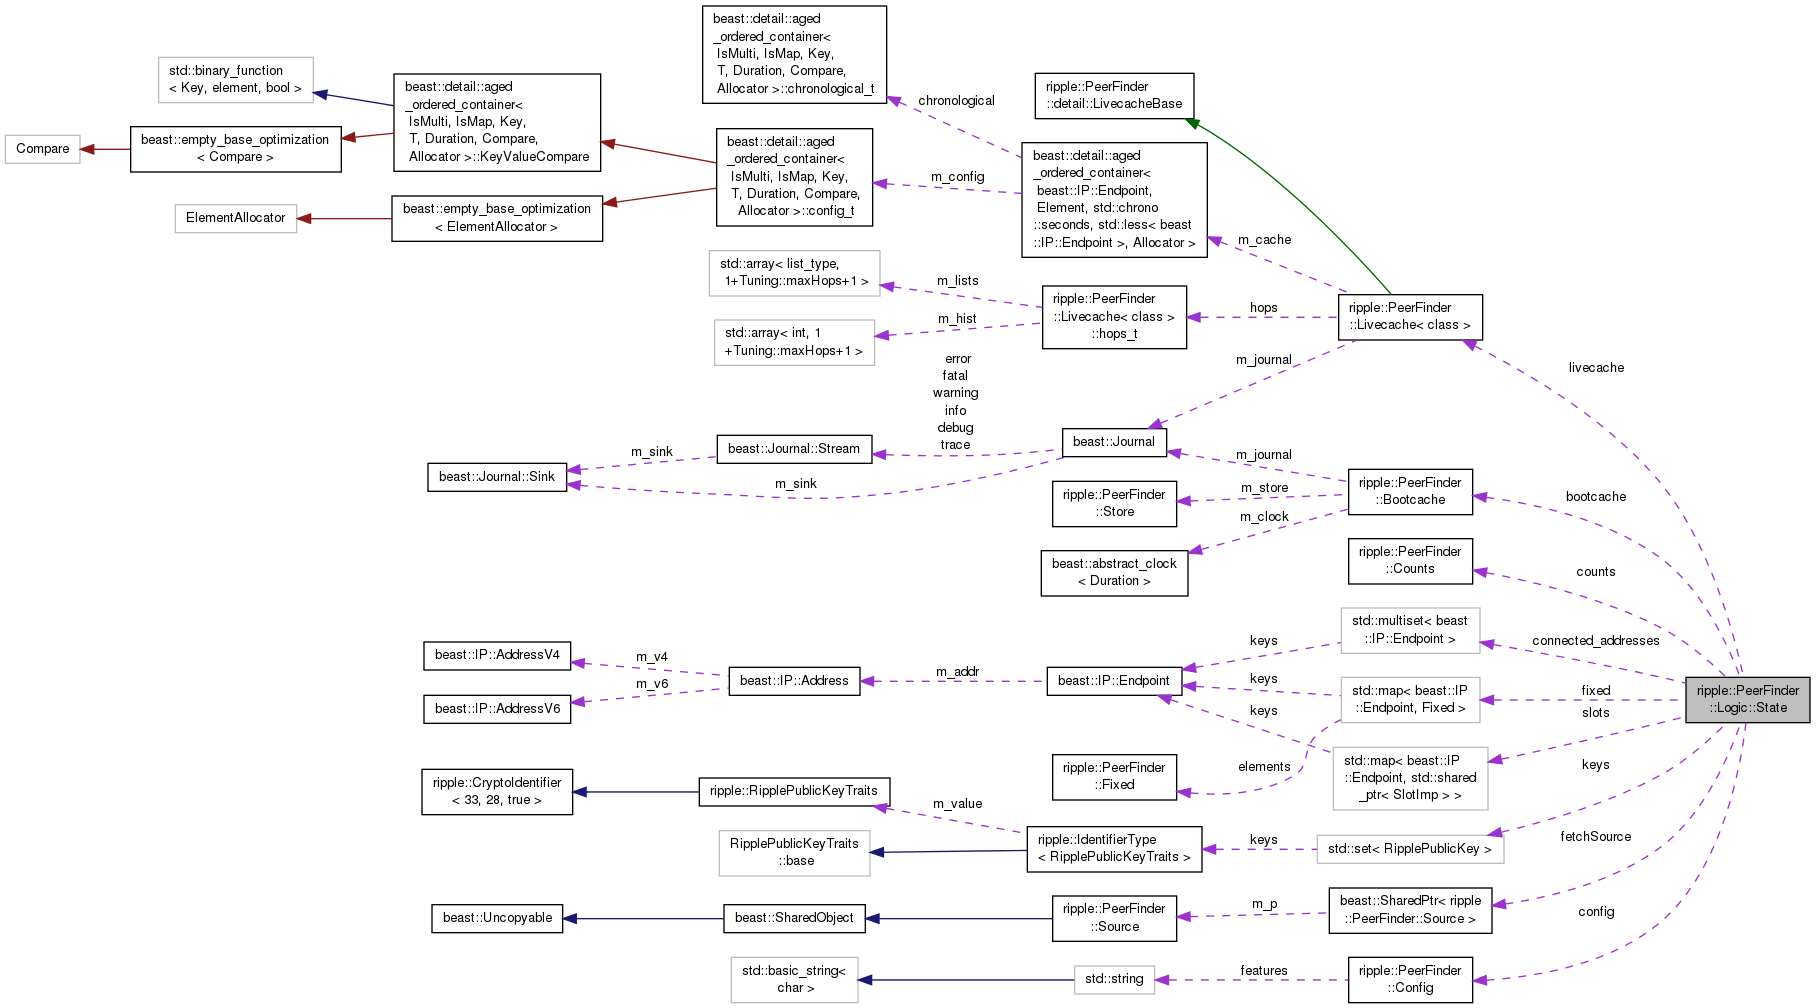 beast::detail::aged
_ordered_container<
IsMulti, IsMap, Key,
T, Duration, Compare,
Allocator >::chronological_t
std::binary_function
< Key, element, bool >
beast::detail::aged
_ordered_container<
IsMulti, IsMap, Key,
T, Duration, Compare,
Allocator >::KeyValueCompare
Compare
beast::empty_base_optimization
< Compare >
beast::detail::aged
_ordered_container<
IsMulti, IsMap, Key,
T, Duration, Compare,
Allocator >::config_t
ElementAllocator
beast::empty_base_optimization
< ElementAllocator >
chronological
m_config
ripple::PeerFinder
::detail::LivecacheBase
beast::detail::aged
_ordered_container<
beast::IP::Endpoint,
Element, std::chrono
::seconds, std::less< beast
::IP::Endpoint >, Allocator >
m_cache
std::array< list_type,
1+Tuning::maxHops+1 >
m_lists
std::array< int, 1
+Tuning::maxHops+1 >
m_hist
ripple::PeerFinder
::Livecache< class >
::hops_t
hops
ripple::PeerFinder
::Livecache< class >
livecache
m_journal
error
fatal
warning
info
debug
trace
beast::Journal::Sink
m_sink
beast::Journal::Stream
m_sink
beast::Journal
m_journal
ripple::PeerFinder
::Store
m_store
m_clock
beast::abstract_clock
< Duration >
ripple::PeerFinder
::Bootcache
bootcache
ripple::PeerFinder
::Counts
counts
std::multiset< beast
::IP::Endpoint >
connected_addresses
keys
beast::IP::AddressV4
m_v4
beast::IP::AddressV6
m_v6
beast::IP::Address
m_addr
beast::IP::Endpoint
keys
keys
std::map< beast::IP
::Endpoint, Fixed >
fixed
slots
ripple::PeerFinder
::Logic::State
std::map< beast::IP
::Endpoint, std::shared
_ptr< SlotImp > >
keys
ripple::PeerFinder
::Fixed
elements
ripple::CryptoIdentifier
< 33, 28, true >
ripple::RipplePublicKeyTraits
m_value
RipplePublicKeyTraits
::base
ripple::IdentifierType
< RipplePublicKeyTraits >
keys
std::set< RipplePublicKey >
fetchSource
beast::Uncopyable
beast::SharedObject
ripple::PeerFinder
::Source
m_p
beast::SharedPtr< ripple
::PeerFinder::Source >
config
std::basic_string<
char >
std::string
features
ripple::PeerFinder
::Config